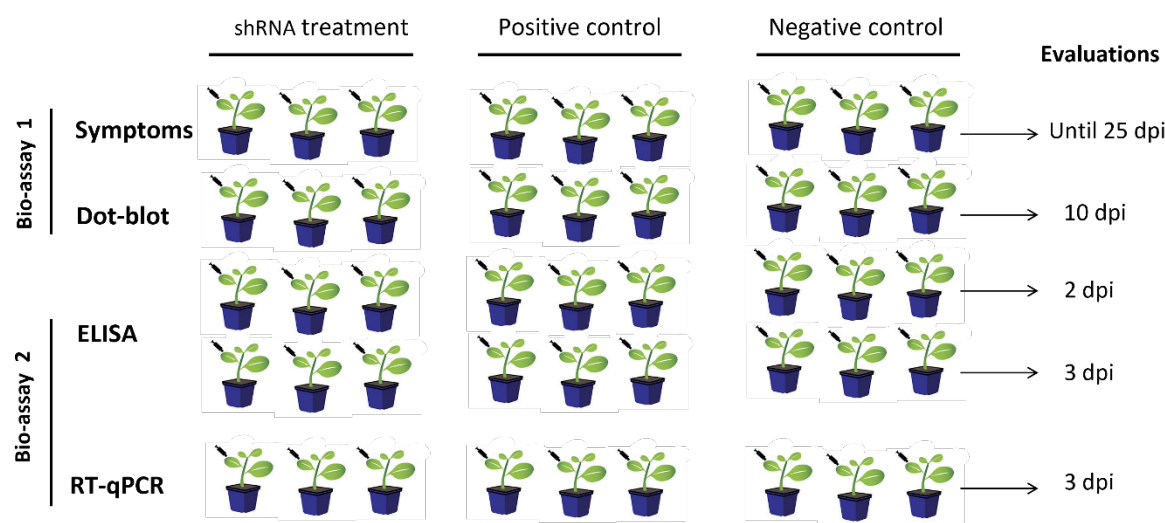 shRNA treatment
Positive control
Negative control
Evaluations
Bio-assay 1
Symptoms
Until 25 dpi
Dot-blot
10 dpi
Bio-assay 2
ELISA
2 dpi
3 dpi
RT-qPCR
3 dpi